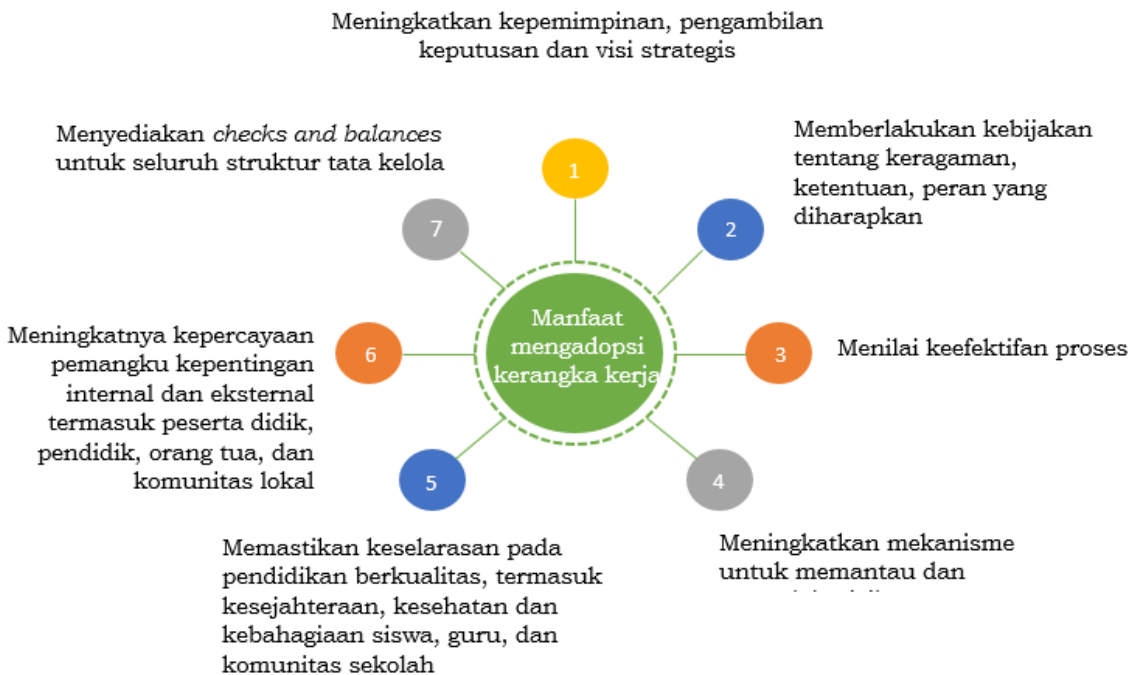 Meningkatkan kepemimpinan, pengambilan
keputusan dan visi strategis
1
Memberlakukan kebijakan
tentang keragaman,
ketentuan, peran yang
diharapkan
2
Menilai keefektifan proses
3
Meningkatkan mekanisme
untuk memantau dan
4
Memastikan keselarasan pada
pendidikan berkualitas, termasuk
kesejahteraan, kesehatan dan
kebahagiaan siswa, guru, dan
komunitas sekolah
5
Meningkatnya kepercayaan
pemangku kepentingan
internal dan eksternal
termasuk peserta didik,
pendidik, orang tua, dan
komunitas lokal
6
Menyediakan checks and balances
untuk seluruh struktur tata kelola
7
Manfaat
mengadopsi
kerangka kerja